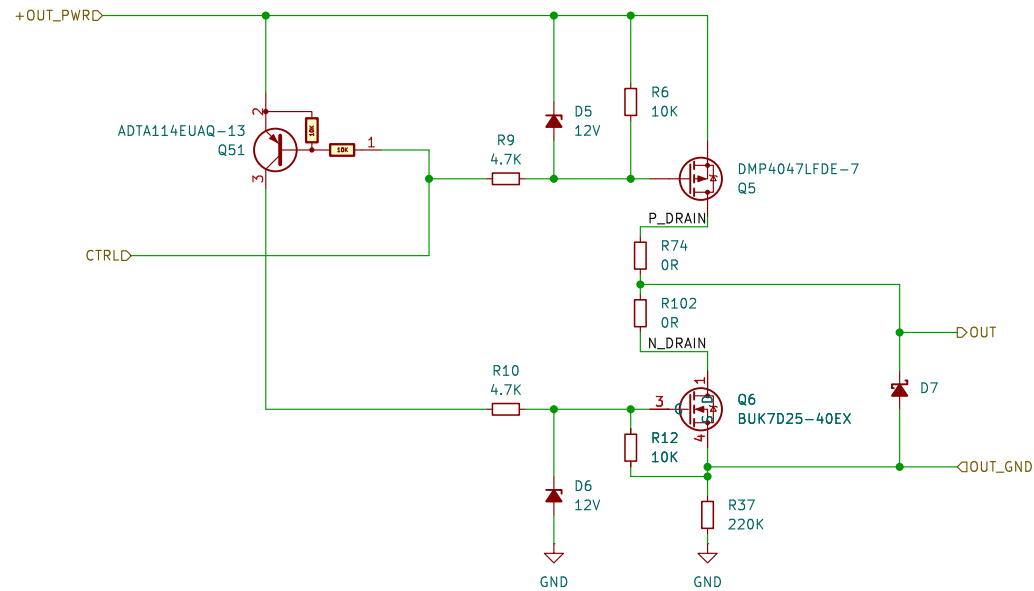 +OUT_PWR
2
10K
ADTA114EUAQ-13
Q51
10K
1
3
D5
12V
R6
10K
R9
4.7K
DMP4047LFDE-7
Q5
P_DRAIN
CTRL
R74
0R
R102
0R
OUT
N_DRAIN
R10
4.7K
1
D7
3
G
D
S
4
Q6
BUK7D25-40EX
R12
10K
OUT_GND
D6
12V
R37
220K
GND
GND